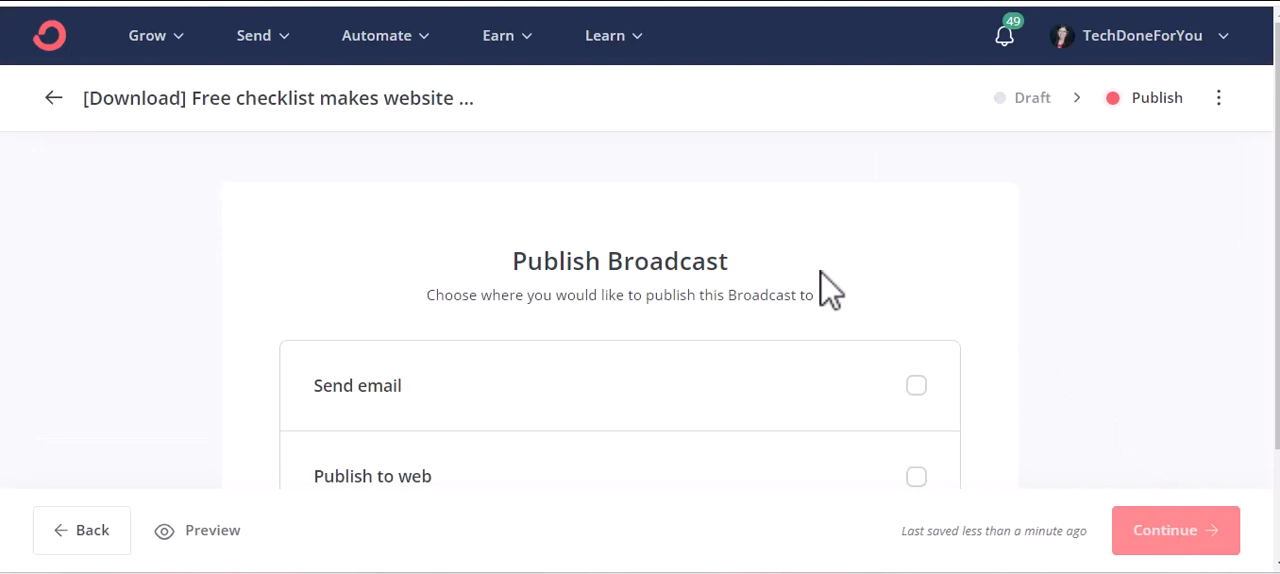 Grow Send Automate Earn Learn 49 TechDoneForYou
[Download] Free checklist makes website ... Draft Publish
Publish Broadcast
Choose where you would like to publish this Broadcast to
Send email
Publish to web
Back Preview Last saved less than a minute ago Continue